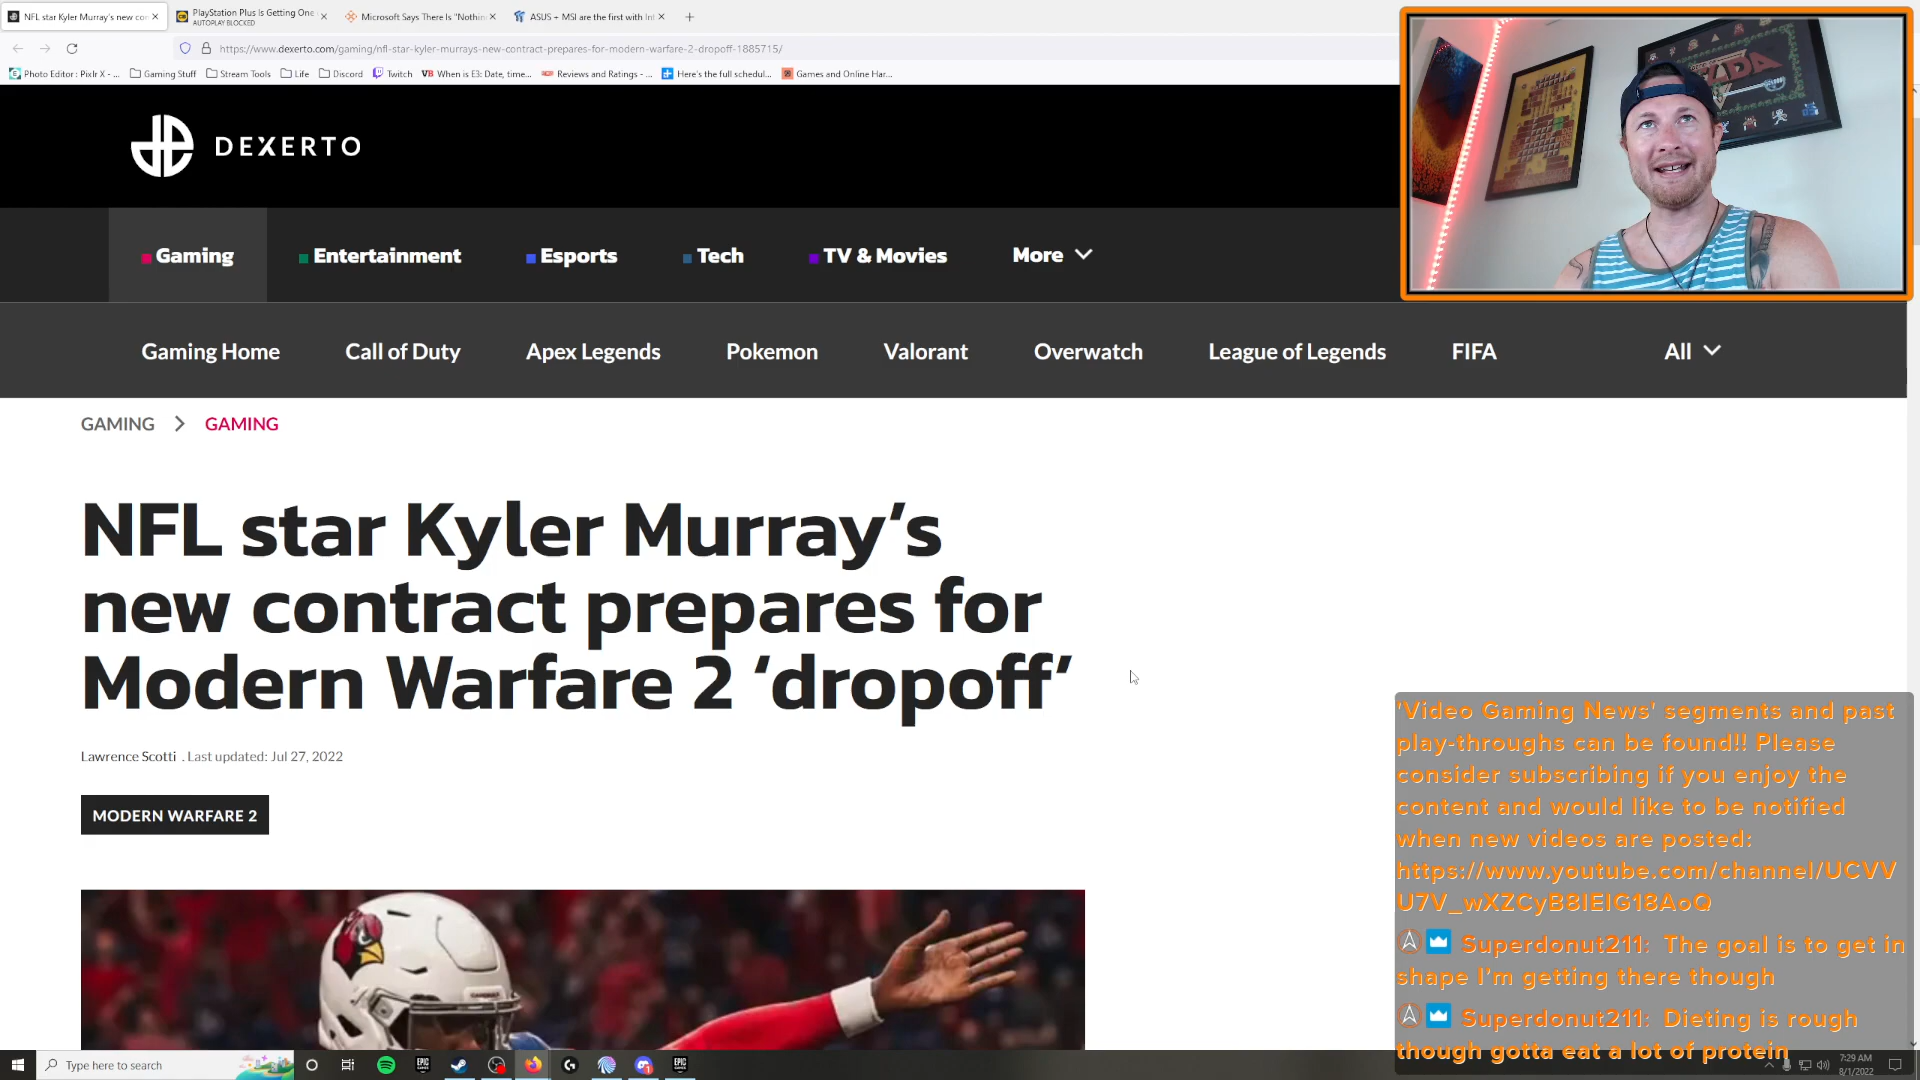 NFL star Kyler Murray's new cor
PlayStation Plus Is Getting One
AUTOPLAY BLOCKED
Microsoft Says There Is "Nothin
ASUS + MSI are the first with Int
https://www.dexerto.com/gaming/nfl-star-kyler-murrays-new-contract-prepares-for-modern-warfare-2-dropoff-1885715/
Photo Editor : Pixlr X - ...
Gaming Stuff
Stream Tools
Life
Discord
Twitch
VB When is E3: Date, time...
Reviews and Ratings - ...
Here's the full schedul...
Games and Online Har...
DEXERTO
Gaming
Entertainment
Esports
Tech
TV & Movies
More
Gaming Home
Call of Duty
Apex Legends
Pokemon
Valorant
Overwatch
League of Legends
FIFA
All
GAMING > GAMING
NFL star Kyler Murray's
new contract prepares for
Modern Warfare 2 'dropoff'
Lawrence Scotti . Last updated: Jul 27, 2022
MODERN WARFARE 2
'Video Gaming News' segments and past
play-throughs can be found!! Please
consider subscribing if you enjoy the
content and would like to be notified
when new videos are posted:
https://www.youtube.com/channel/UCVV
U7V_wXZCyB8IEIG18AoQ
Superdonut211: The goal is to get in
shape I'm getting there though
Superdonut211: Dieting is rough
though gotta eat a lot of protein
Type here to search
EPIC
EPIC
7:29 AM
8/1/2022